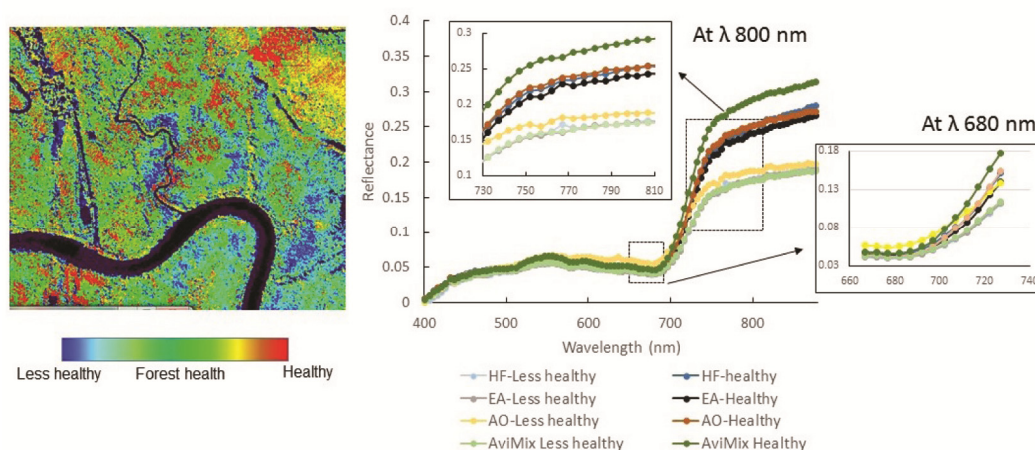 Less healthy
Forest health
Healthy
At λ 800 nm
At λ 680 nm
Reflectance
0.4
0.35
0.3
0.25
0.2
0.15
0.1
0.05
0
400
500
600
700
800
Wavelength (nm)
0.3
0.25
0.2
0.15
0.1
730
750
770
790
810
0.18
0.13
0.08
0.03
660
680
700
720
740
HF-Less healthy
HF-healthy
EA-Less healthy
EA-Healthy
AO-Less healthy
AO-Healthy
AviMix Less healthy
AviMix Healthy